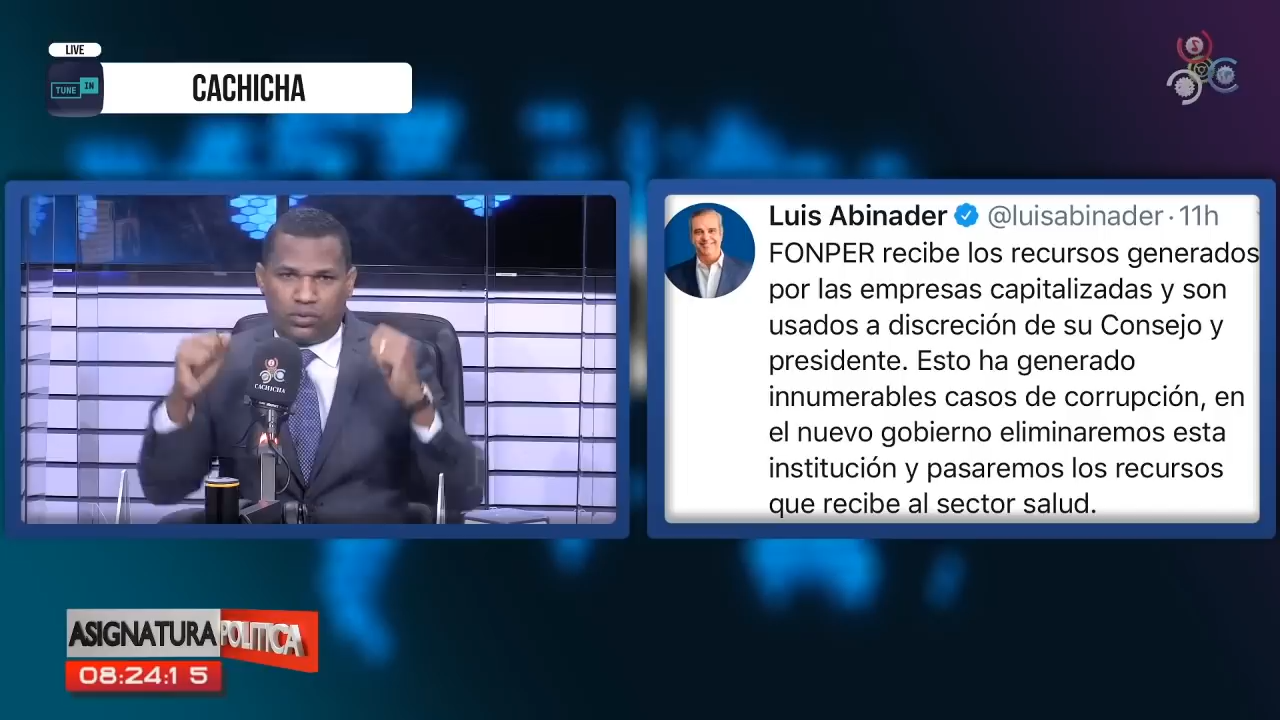 LIVE
TUNE IN
CACHICHA
CACHICHA
Luis Abinader @luisabinader · 11h
FONPER recibe los recursos generados
por las empresas capitalizadas y son
usados a discreción de su Consejo y
presidente. Esto ha generado
innumerables casos de corrupción, en
el nuevo gobierno eliminaremos esta
institución y pasaremos los recursos
que recibe al sector salud.
ASIGNATURA POLITICA
08:24:1 5